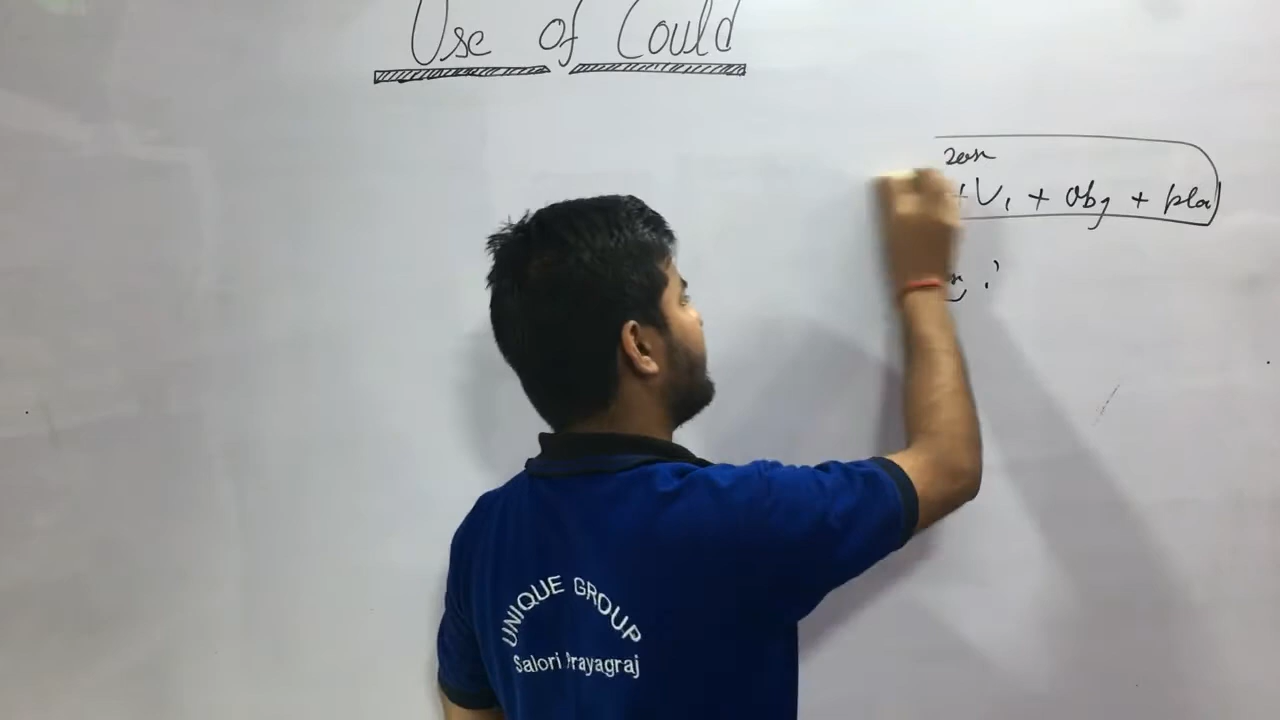 Use of Could
+ V₁ + obj + pla
UNIQUE GROUP
Salori Prayagraj